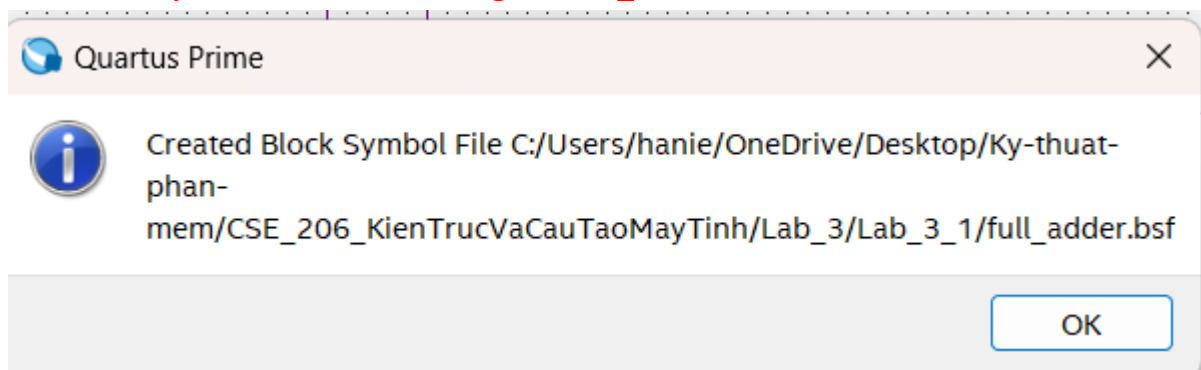 Quartus Prime
Created Block Symbol File C:/Users/hanie/OneDrive/Desktop/Ky-thuat-
phan-
mem/CSE_206_KienTrucVaCauTaoMayTinh/Lab_3/Lab_3_1/full_adder.bsf
OK